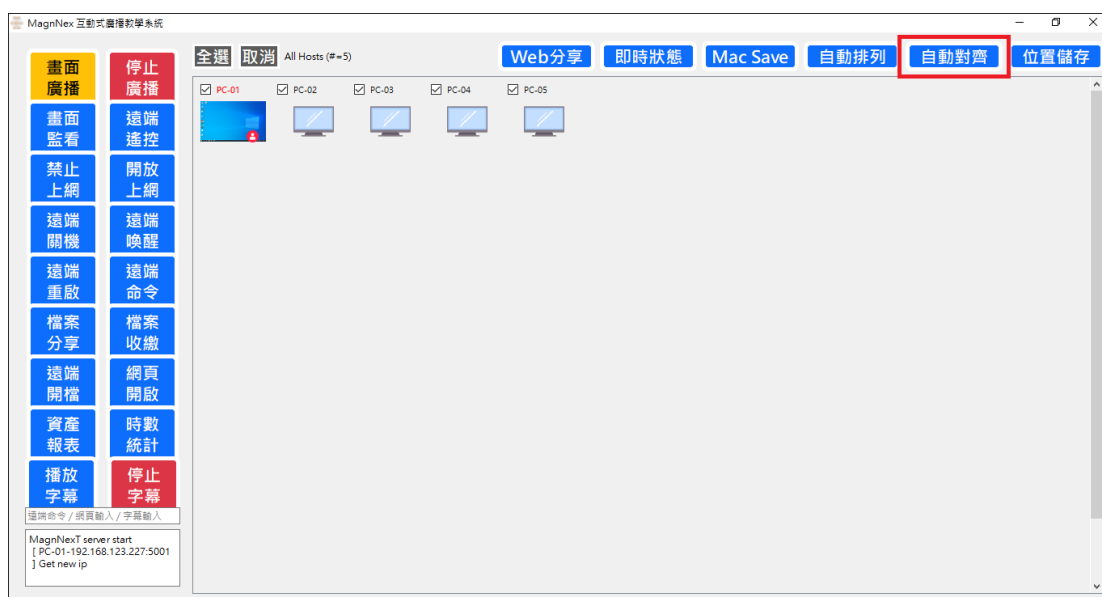 MagnNex 互動式廣播教學系統
全選 取消 All Hosts (#=5) Web分享 即時狀態 Mac Save 自動排列 自動對齊 位置儲存
畫面
廣播
停止
廣播
畫面
監看
遠端
遙控
禁止
上網
開放
上網
遠端
關機
遠端
喚醒
遠端
重啟
遠端
命令
檔案
分享
檔案
收繳
遠端
開檔
網頁
開啟
資產
報表
時數
統計
播放
字幕
停止
字幕
遠端命令 / 網頁輸入 / 字幕輸入
MagnNexT server start
[ PC-01-192.168.123.227:5001
] Get new ip
PC-01 PC-02 PC-03 PC-04 PC-05